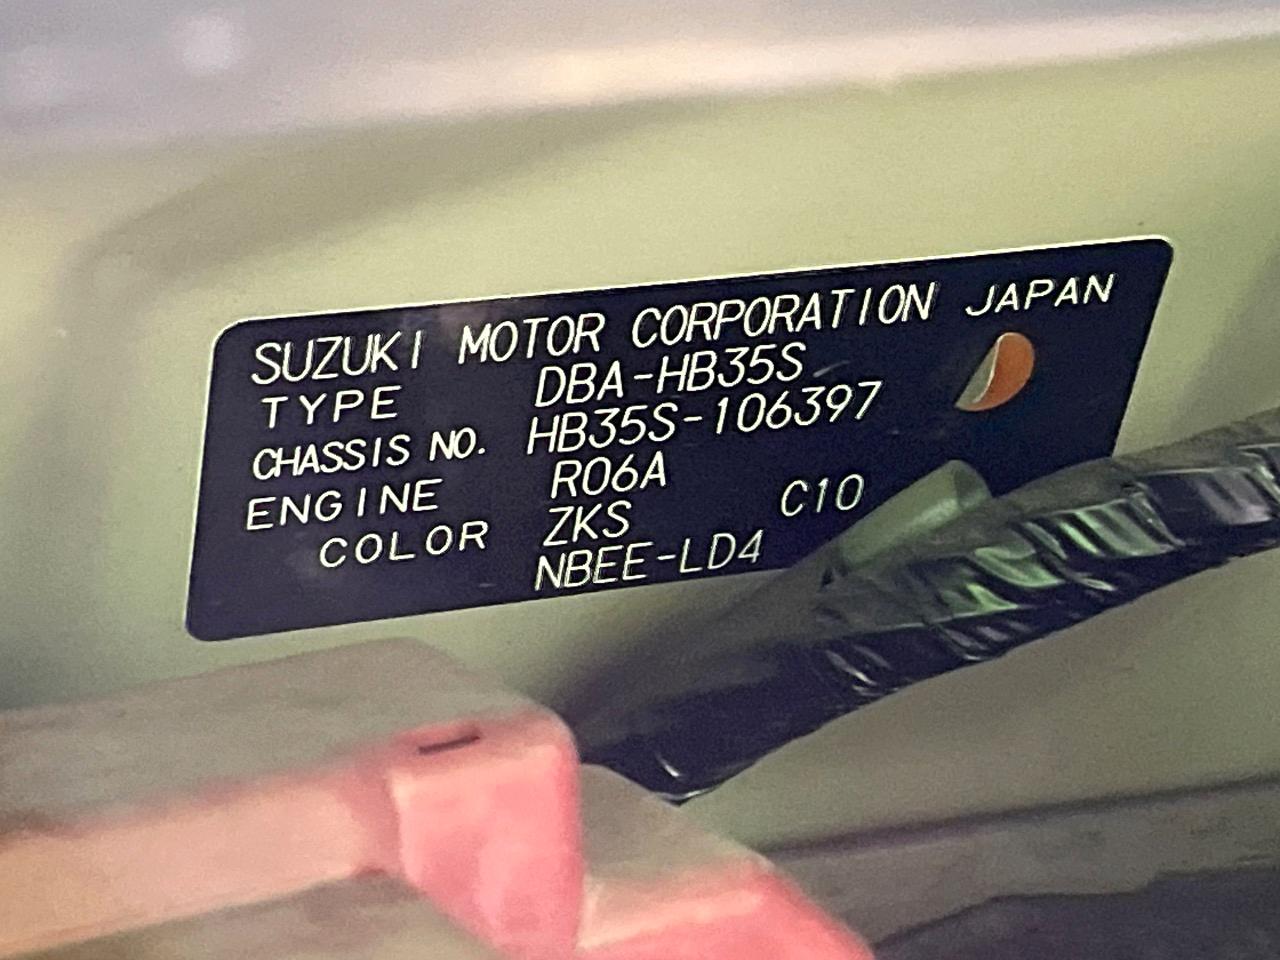 SUZUKI MOTOR CORPORATION JAPAN
TYPE DBA-HB35S
CHASSIS NO. HB35S-106397
ENGINE R06A
COLOR ZKS C10
NBEE-LD4